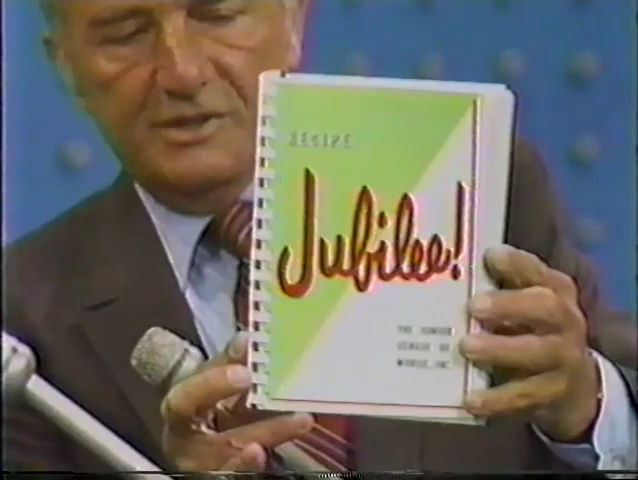 RECIPE
Jubilee!
THE JUNIOR
LEAGUE OF
MOBILE, INC.